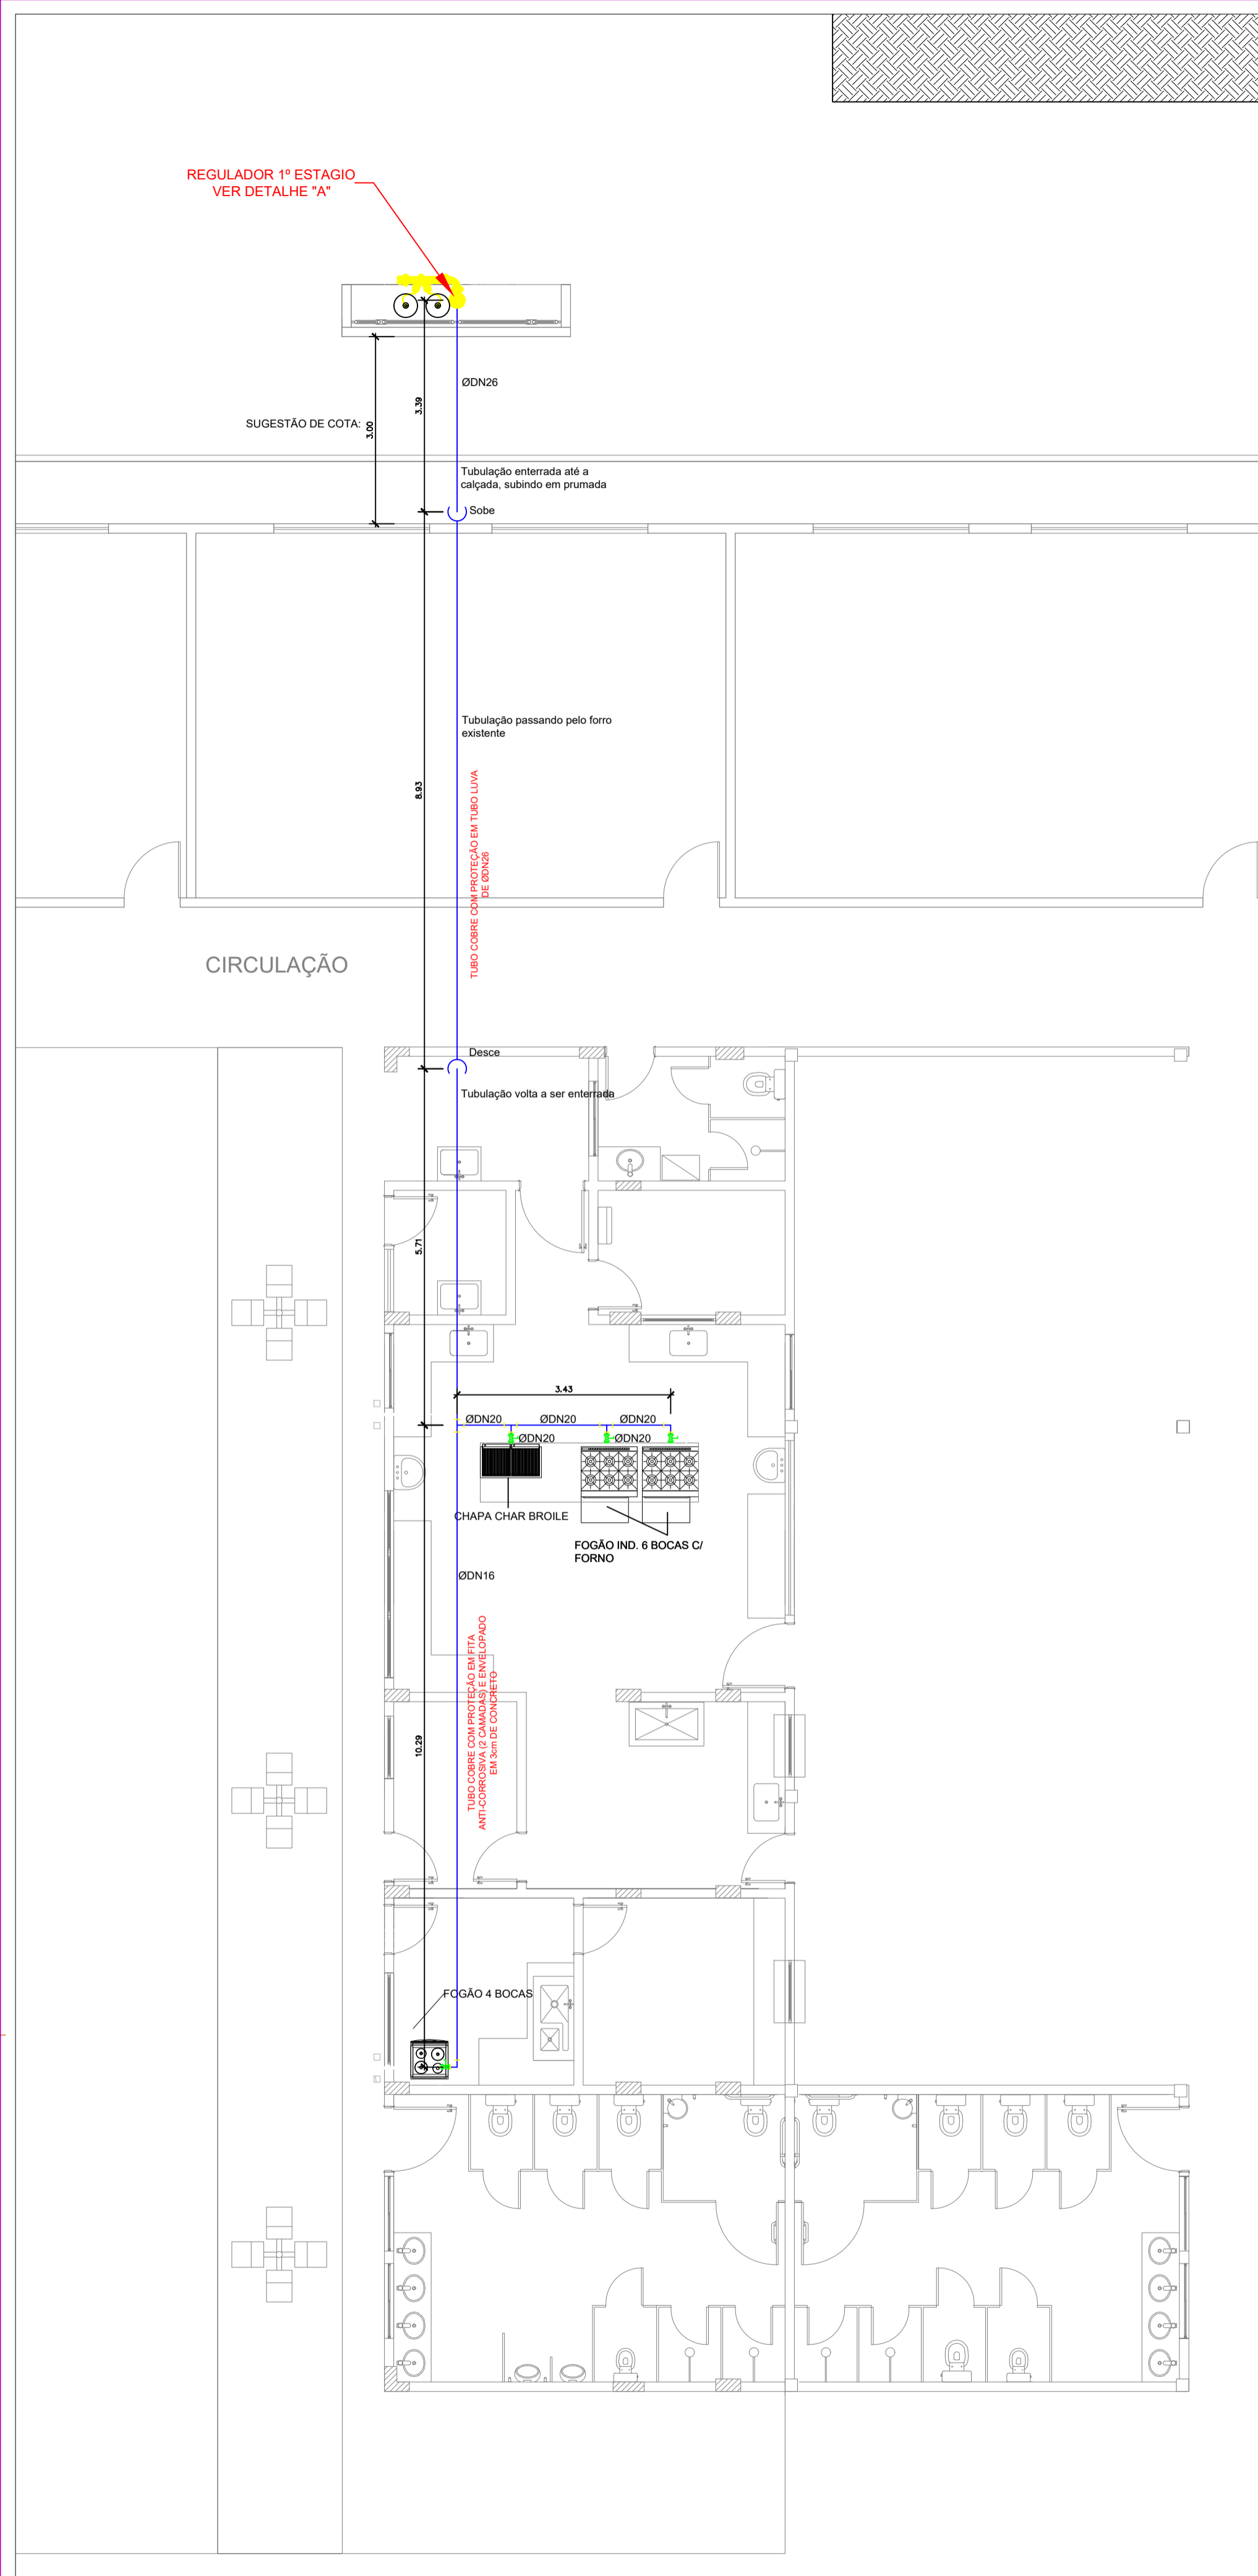 REGULADOR 1º ESTAGIO
VER DETALHE "A"
ØDN26
3.39
SUGESTÃO DE COTA:
3.00
Tubulação enterrada até a
calçada, subindo em prumada
Sobe
Tubulação passando pelo forro
existente
8.93
TUBO COBRE COM PROTEÇÃO EM TUBO LUVA
DE ØDN26
CIRCULAÇÃO
Desce
Tubulação volta a ser enterrada
5.71
3.43
ØDN20
ØDN20
ØDN20
ØDN20
ØDN20
CHAPA CHAR BROILE
FOGÃO IND. 6 BOCAS C/
FORNO
ØDN16
TUBO COBRE COM PROTEÇÃO EM FITA
ANTI-CORROSIVA (2 CAMADAS) E ENVELOPADO
EM 3cm DE CONCRETO
10.29
FOGÃO 4 BOCAS